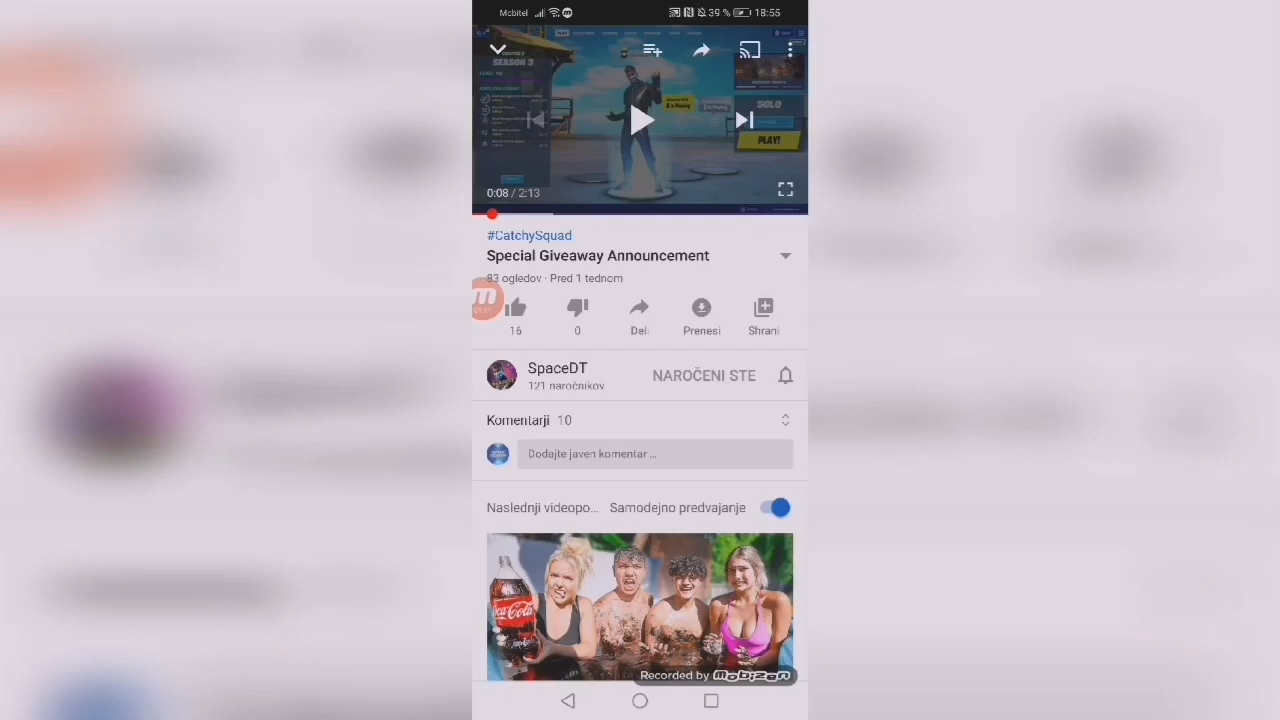 Mobitel
39 %
18:55
SEASON 3
SOLO
PLAY!
0:08 / 2:13
#CatchySquad
Special Giveaway Announcement
83 ogledov · Pred 1 tednom
16
0
Deli
Prenesi
Shrani
SpaceDT
121 naročnikov
NAROČENI STE
Komentarji 10
Dodajte javen komentar ...
Naslednji videopo... Samodejno predvajanje
Coca-Cola
Recorded by mobizen